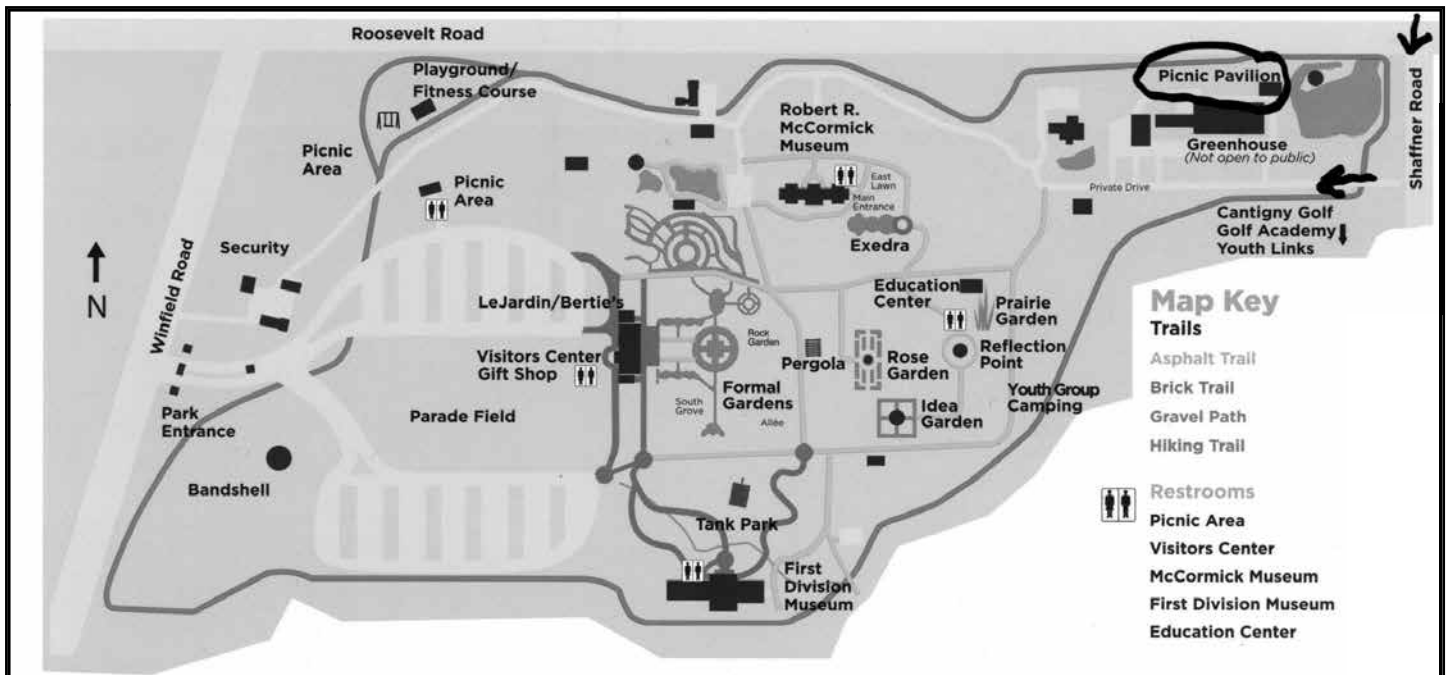 Roosevelt Road
Playground/
Fitness Course
Picnic Pavilion
Robert R.
McCormick
Museum
Shaffner Road
Greenhouse
(Not open to public)
Picnic
Area
Picnic
Area
East
Lawn
Main
Entrance
Private Drive
Exedra
Cantigny Golf
Golf Academy
Youth Links
Security
N
Winfield Road
LeJardin/Bertie's
Education
Center
Prairie
Garden
Rock
Garden
Visitors Center
Gift Shop
Pergola
Rose
Garden
Reflection
Point
Formal
Gardens
South
Grove
Allée
Youth Group
Camping
Idea
Garden
Park
Entrance
Parade Field
Bandshell
Tank Park
First
Division
Museum
Map Key
Trails
Asphalt Trail
Brick Trail
Gravel Path
Hiking Trail
Restrooms
Picnic Area
Visitors Center
McCormick Museum
First Division Museum
Education Center